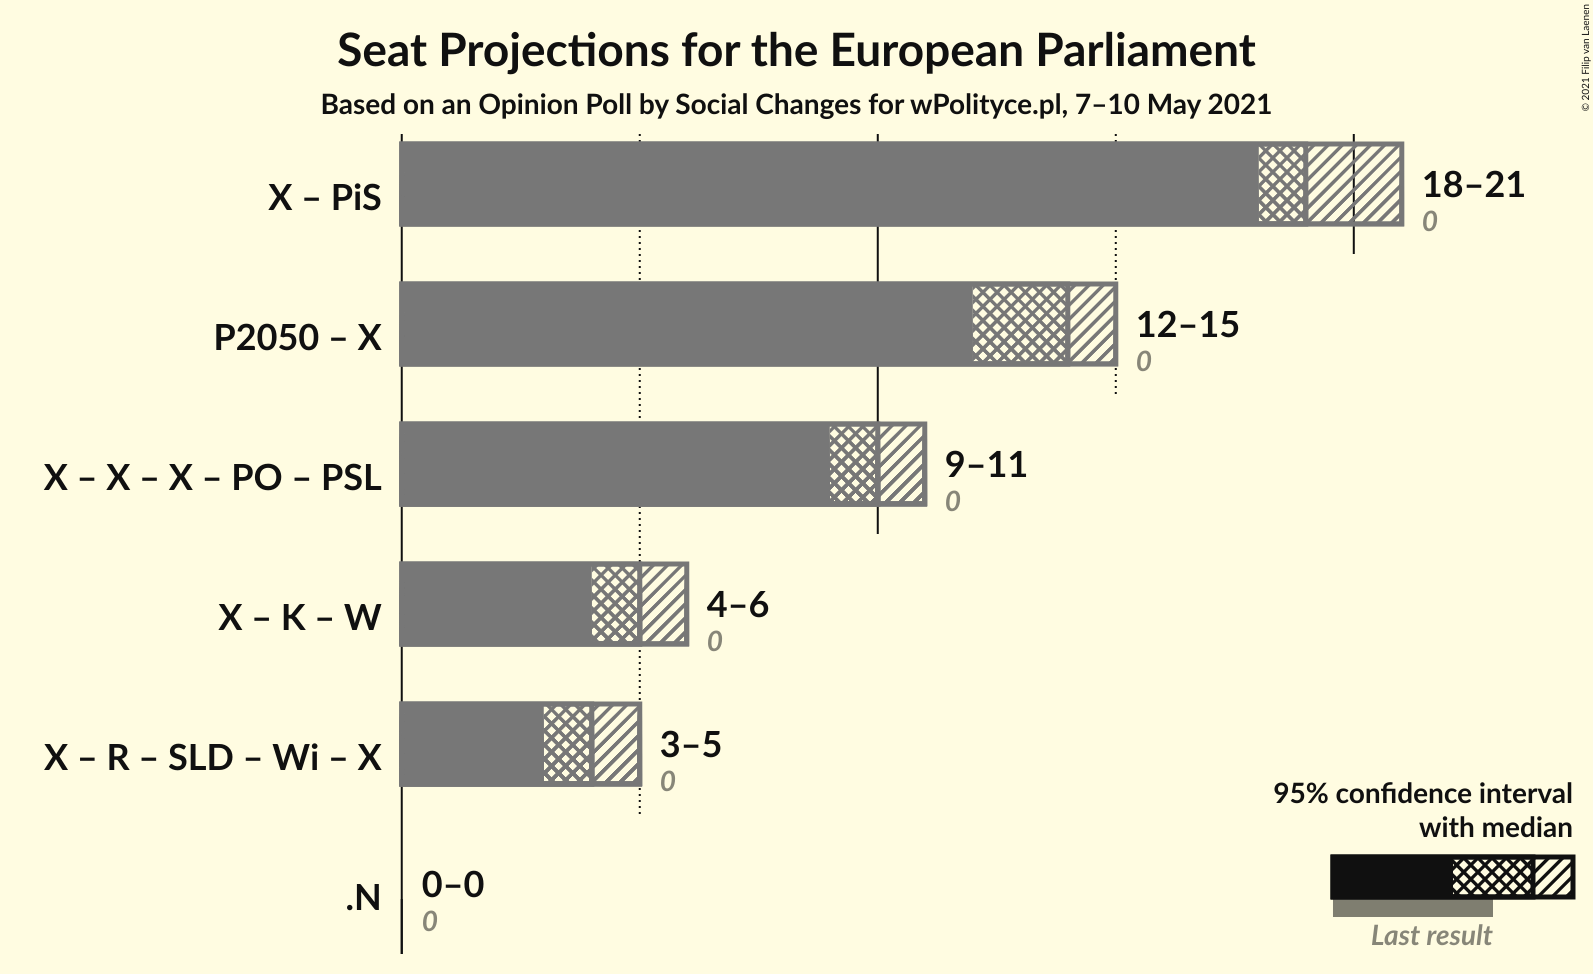 Seat Projections for the European Parliament
Based on an Opinion Poll by Social Changes for wPolityce.pl, 7–10 May 2021
© 2021 Filip van Laenen
X – PiS
18–21
0
P2050 – X
12–15
0
X – X – X – PO – PSL
9–11
0
X – K – W
4–6
0
X – R – SLD – Wi – X
3–5
0
.N
0–0
0
95% confidence interval
with median
Last result